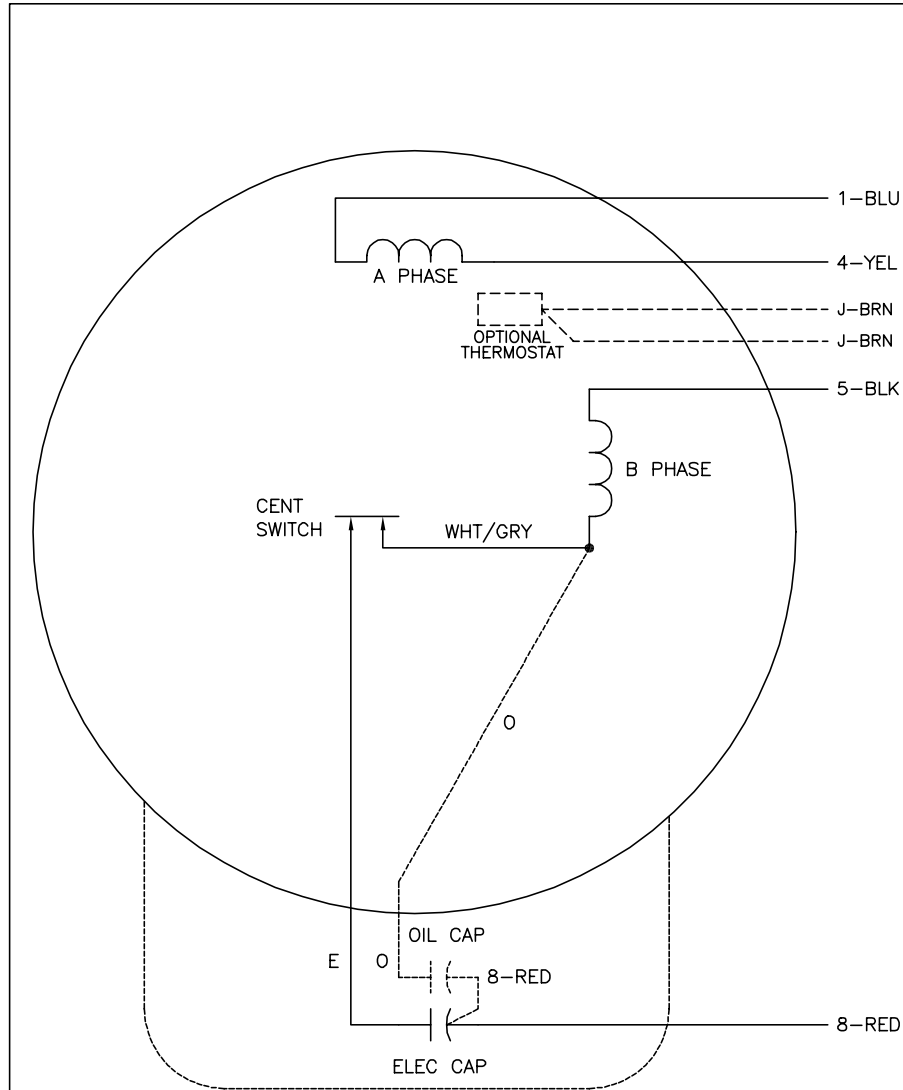 1-BLU
4-YEL
A PHASE
J-BRN
OPTIONAL
THERMOSTAT
J-BRN
5-BLK
B PHASE
CENT
SWITCH
WHT/GRY
O
OIL CAP
E
O
8-RED
8-RED
ELEC CAP